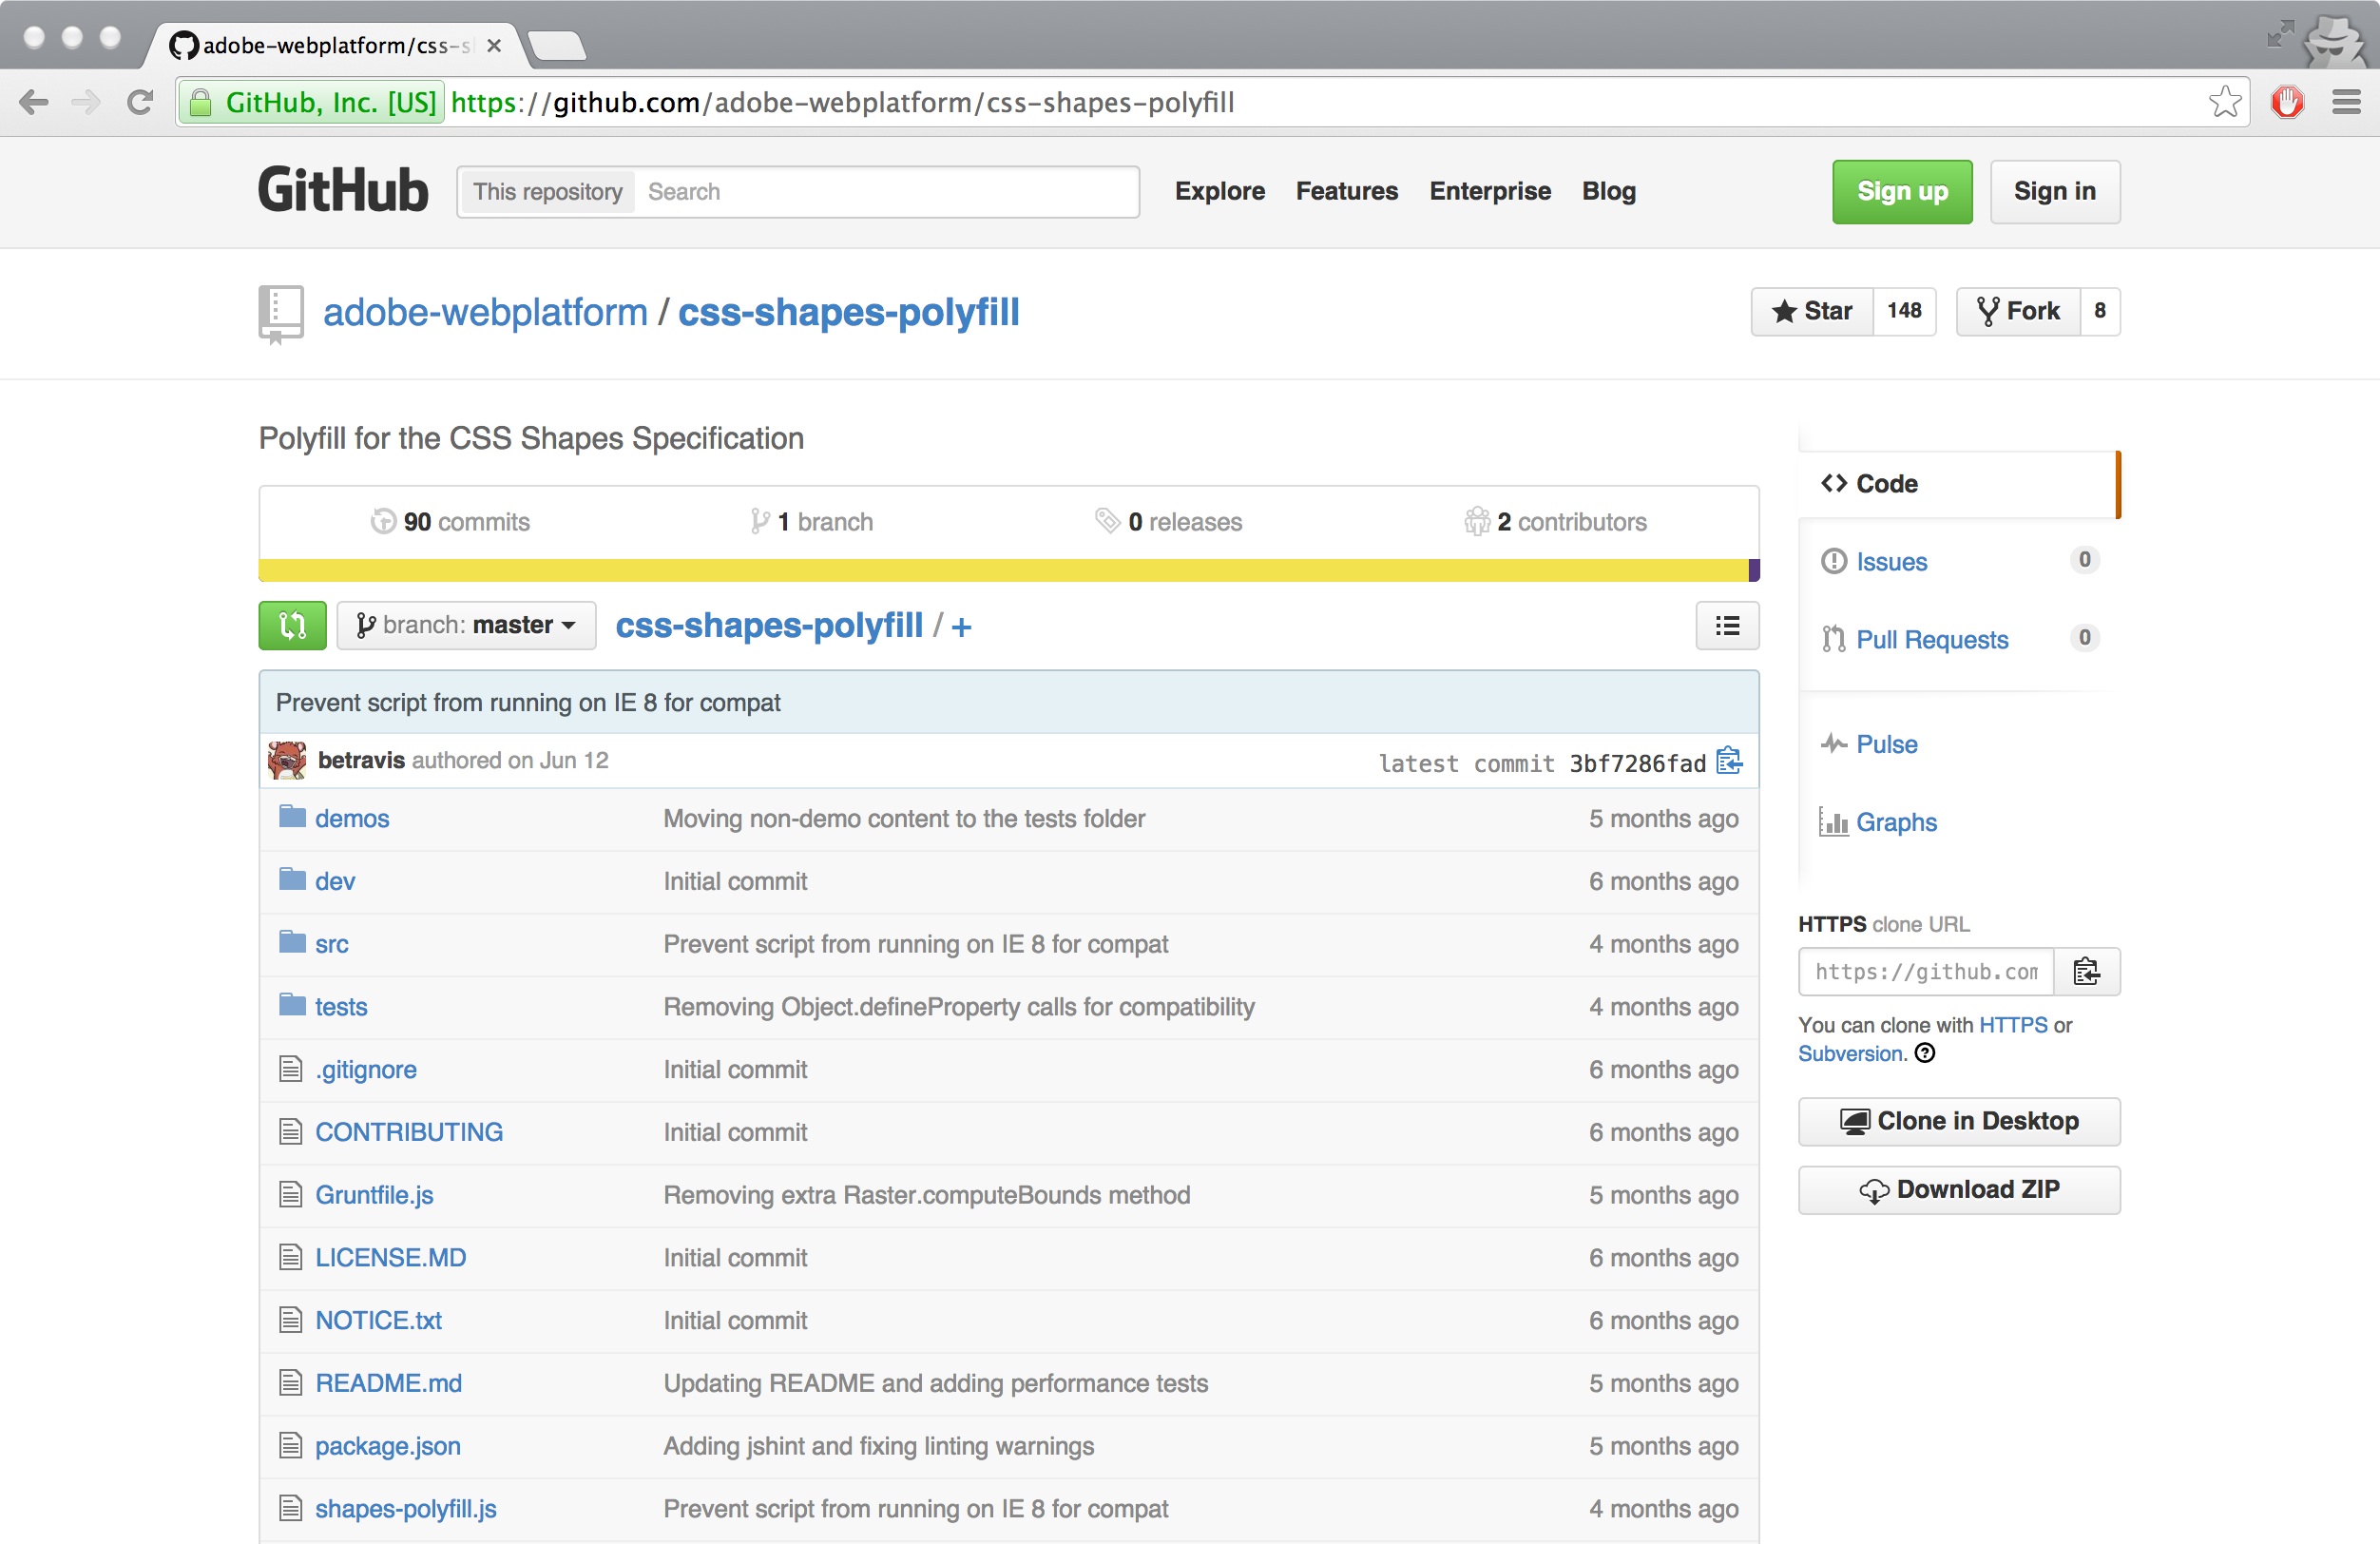 adobe-webplatform/css-s
GitHub, Inc. [US] https://github.com/adobe-webplatform/css-shapes-polyfill
GitHub This repository Search Explore Features Enterprise Blog Sign up Sign in
adobe-webplatform / css-shapes-polyfill Star 148 Fork 8
Polyfill for the CSS Shapes Specification
90 commits 1 branch 0 releases 2 contributors
branch: master css-shapes-polyfill / +
Prevent script from running on IE 8 for compat
betravis authored on Jun 12 latest commit 3bf7286fad
demos Moving non-demo content to the tests folder 5 months ago
dev Initial commit 6 months ago
src Prevent script from running on IE 8 for compat 4 months ago
tests Removing Object.defineProperty calls for compatibility 4 months ago
.gitignore Initial commit 6 months ago
CONTRIBUTING Initial commit 6 months ago
Gruntfile.js Removing extra Raster.computeBounds method 5 months ago
LICENSE.MD Initial commit 6 months ago
NOTICE.txt Initial commit 6 months ago
README.md Updating README and adding performance tests 5 months ago
package.json Adding jshint and fixing linting warnings 5 months ago
shapes-polyfill.js Prevent script from running on IE 8 for compat 4 months ago
Code
Issues 0
Pull Requests 0
Pulse
Graphs
HTTPS clone URL
https://github.com
You can clone with HTTPS or
Subversion.
Clone in Desktop
Download ZIP